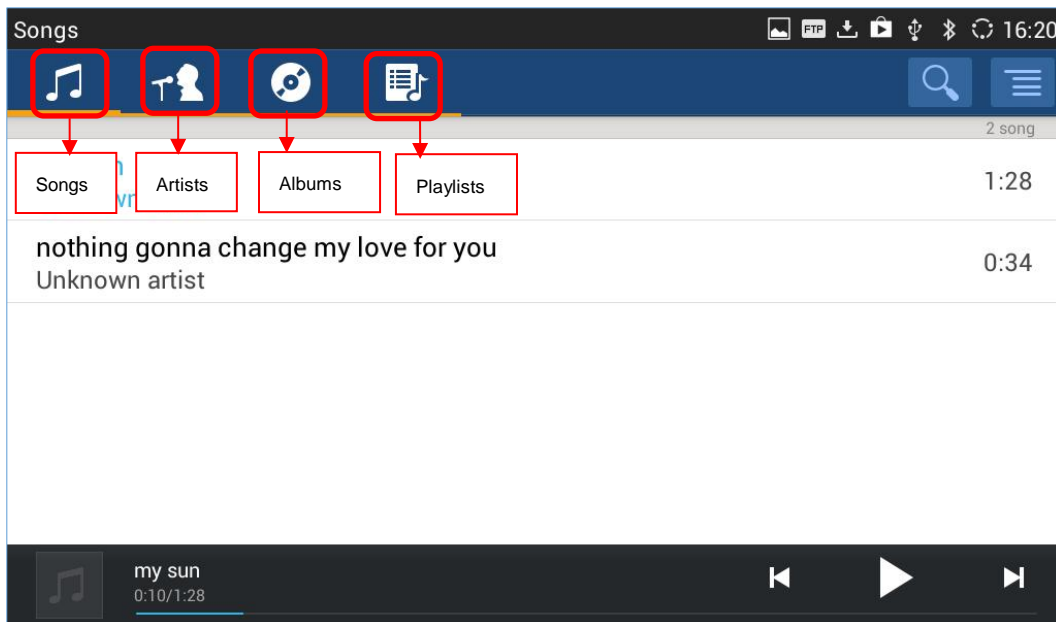 Songs
FTP
16:20
2 song
Songs
Artists
Albums
Playlists
1:28
nothing gonna change my love for you
Unknown artist
0:34
my sun
0:10/1:28